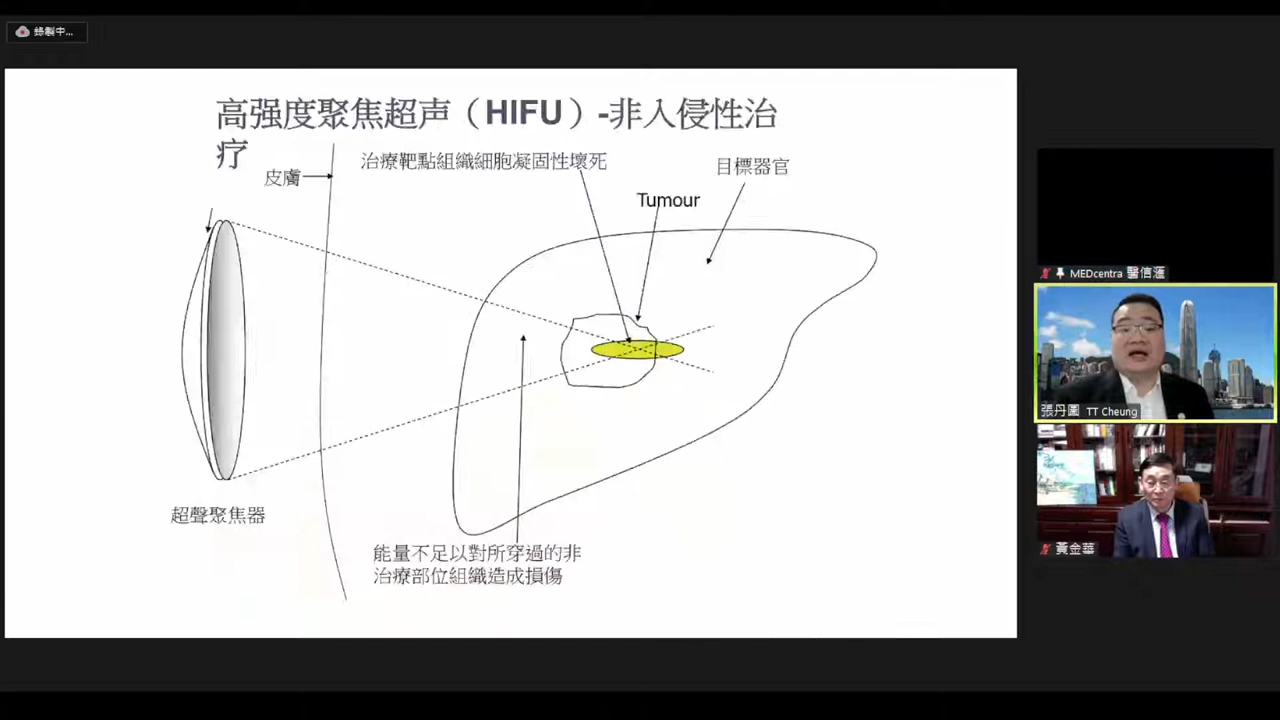 錄製中...
高强度聚焦超声（HIFU）-非入侵性治
疗
治療靶點組織細胞凝固性壞死
目標器官
皮膚
Tumour
超聲聚焦器
能量不足以對所穿過的非
治療部位組織造成損傷
MEDcentra 醫信滙
張丹圖 TT Cheung
黃金華